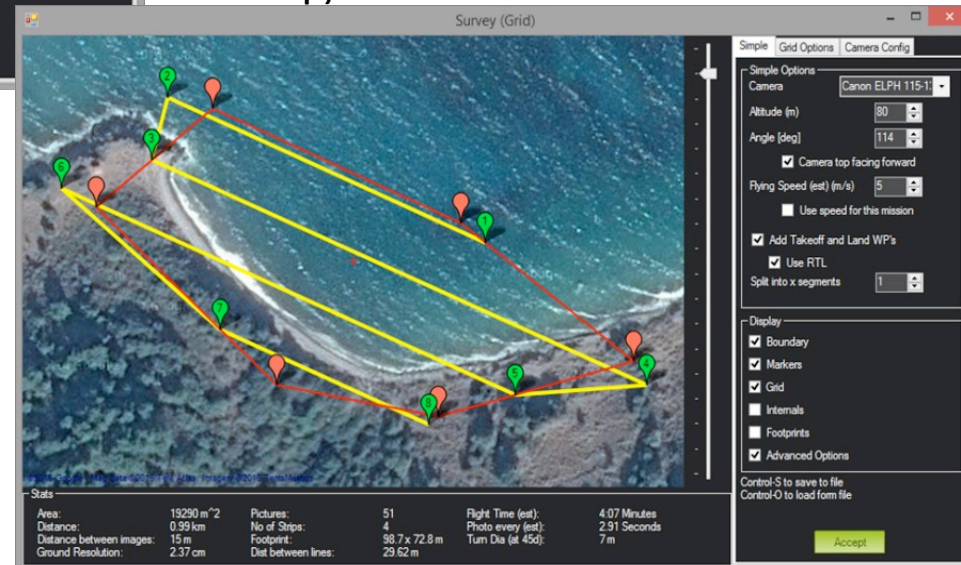 Survey (Grid)
Simple Grid Options Camera Config
Simple Options
Camera Canon ELPH 115-1
Altitude (m) 80
Angle [deg] 114
Camera top facing forward
Flying Speed (est) (m/s) 5
Use speed for this mission
Add Takeoff and Land WP's
Use RTL
Split into x segments 1
Display
Boundary
Markers
Grid
Internals
Footprints
Advanced Options
Control-S to save to file
Control-O to load form file
Accept
2
3
6
1
7
4
5
8
Stats
Area: 19290 m^2 Pictures: 51 Flight Time (est): 4:07 Minutes
Distance: 0.99 km No of Strips: 4 Photo every (est): 2.91 Seconds
Distance between images: 15 m Footprint: 98.7 x 72.8 m Turn Dia (at 45d): 7 m
Ground Resolution: 2.37 cm Dist between lines: 29.62 m